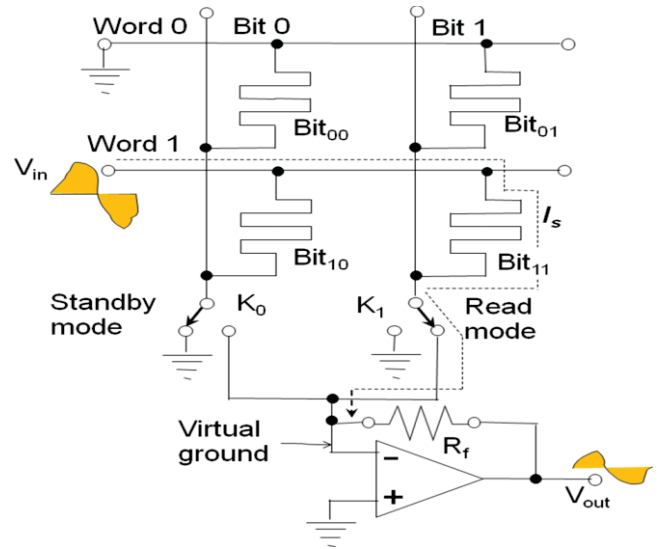 Word 0 Bit 0 Bit 1
Bit00 Bit01
Word 1
Vin
Is
Bit10 Bit11
Standby mode K0 K1 Read mode
Virtual ground
Rf
−
+
Vout